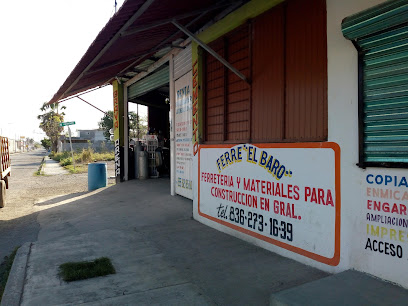 FERRE "EL BARO"
FERRETERIA Y MATERIALES PARA
CONSTRUCCION EN GRAL.
tel. 836·273·1639
COPIA
ENMICA
ENGAR
AMPLIACION
IMPRE
ACCESO